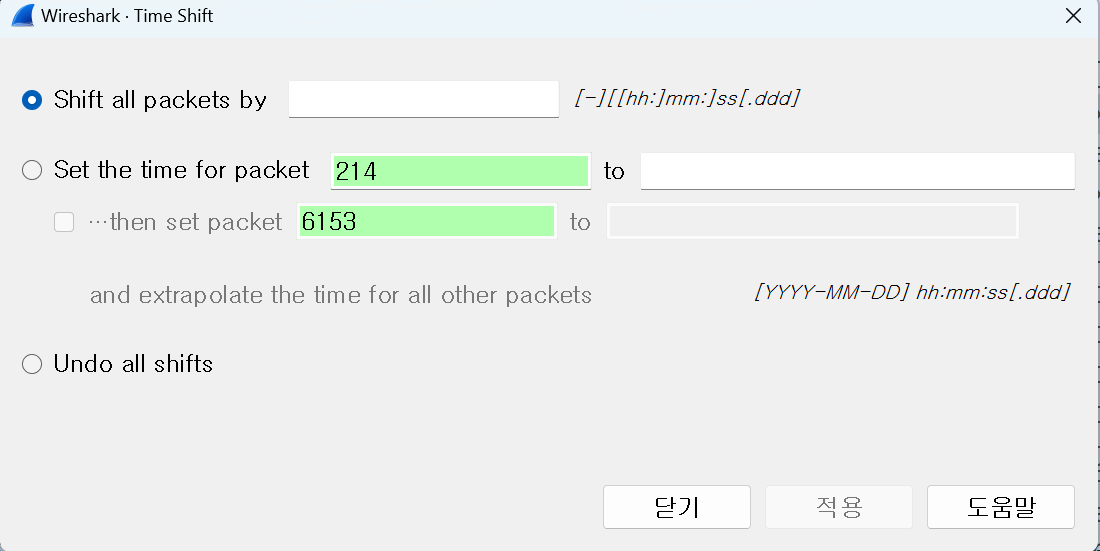 Wireshark · Time Shift
Shift all packets by [-][[hh:]mm:]ss[.ddd]
Set the time for packet 214 to
…then set packet 6153 to
and extrapolate the time for all other packets [YYYY-MM-DD] hh:mm:ss[.ddd]
Undo all shifts
닫기 적용 도움말